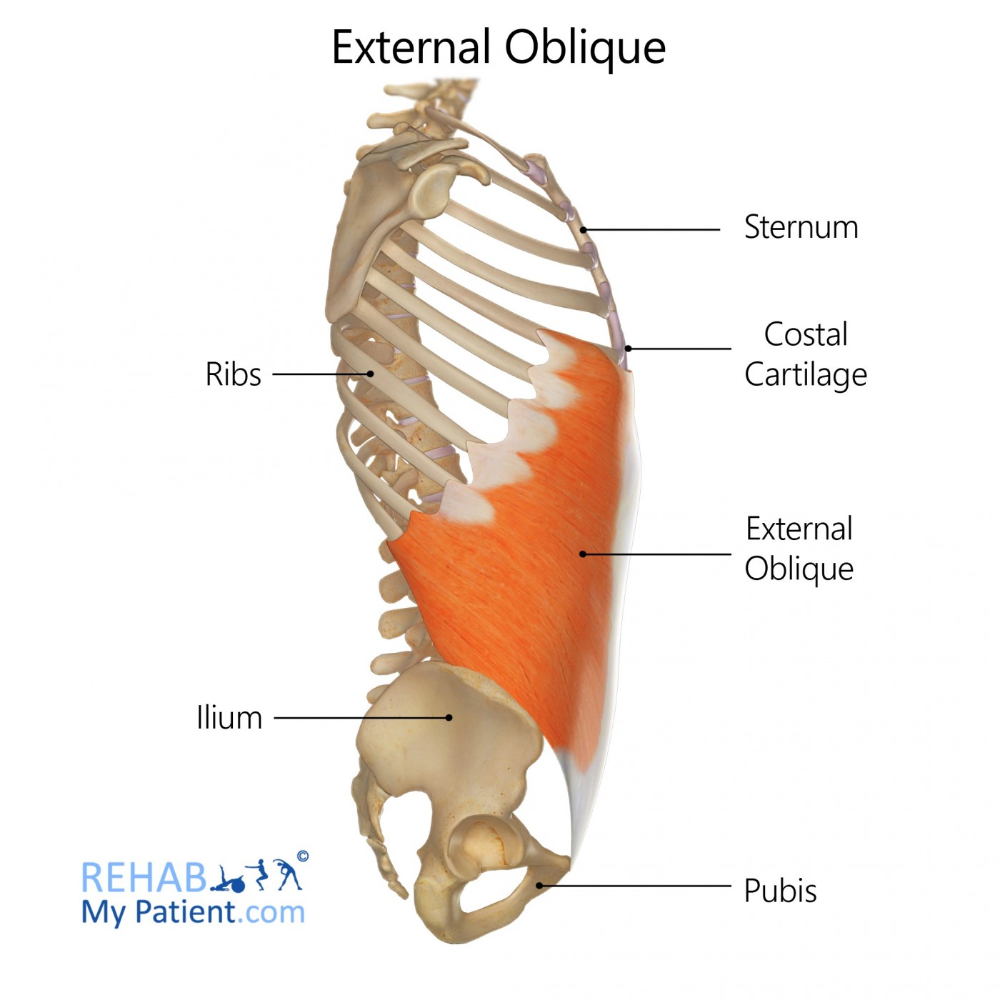 External Oblique
Sternum
Costal
Cartilage
Ribs
External
Oblique
Ilium
Pubis
REHAB ©
My Patient.com